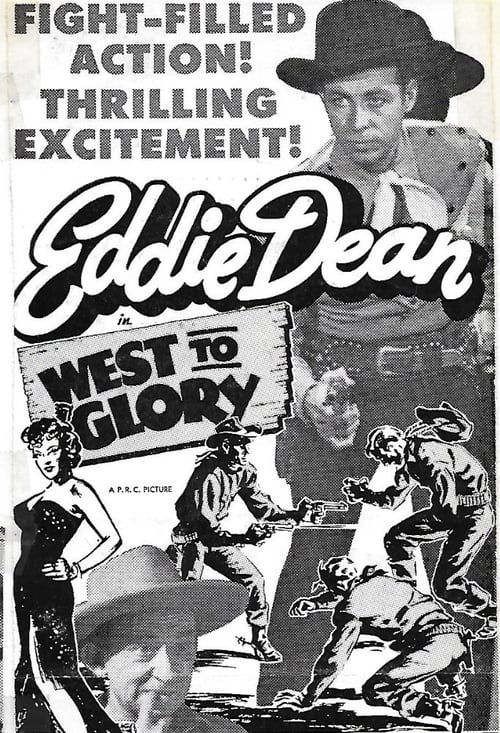 FIGHT-FILLED
ACTION!
THRILLING
EXCITEMENT!
Eddie Dean
in
WEST TO
GLORY
A P. R. C. PICTURE